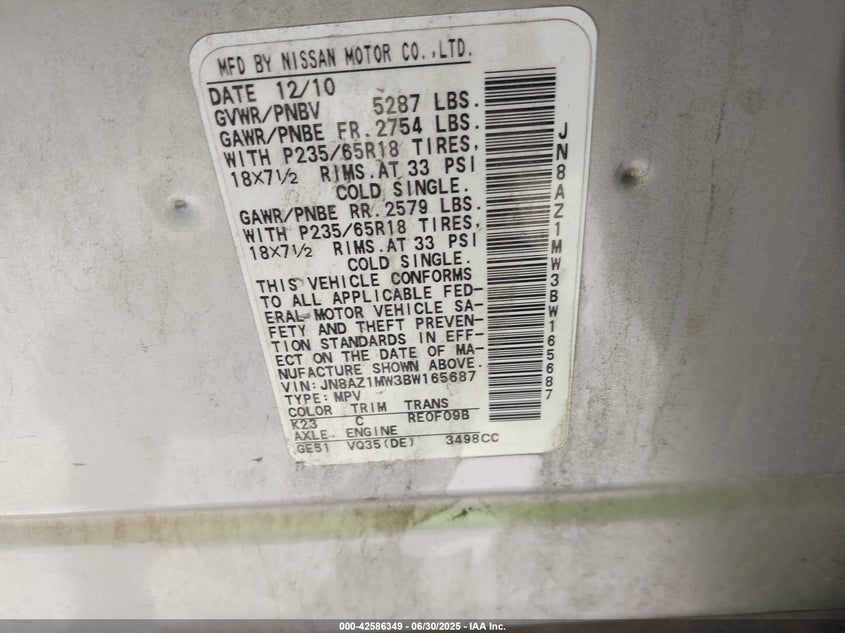 MFD BY NISSAN MOTOR CO.,LTD.
DATE 12/10
GVWR/PNBV 5287 LBS.
GAWR/PNBE FR. 2754 LBS.
WITH P235/65R18 TIRES,
18X7½ RIMS.AT 33 PSI
COLD SINGLE.
GAWR/PNBE RR. 2579 LBS.
WITH P235/65R18 TIRES,
18X7½ RIMS.AT 33 PSI
COLD SINGLE.
THIS VEHICLE CONFORMS
TO ALL APPLICABLE FED-
ERAL MOTOR VEHICLE SA-
FETY AND THEFT PREVEN-
TION STANDARDS IN EFF-
ECT ON THE DATE OF MA-
NUFACTURE SHOWN ABOVE.
VIN: JN8AZ1MW3BW165687
TYPE: MPV
COLOR TRIM TRANS
K23 C RE0F09B
AXLE ENGINE
GE51 VQ35(DE) 3498CC
JN8AZ1MW3BW165687
000-42586349 - 06/30/2025 - IAA Inc.